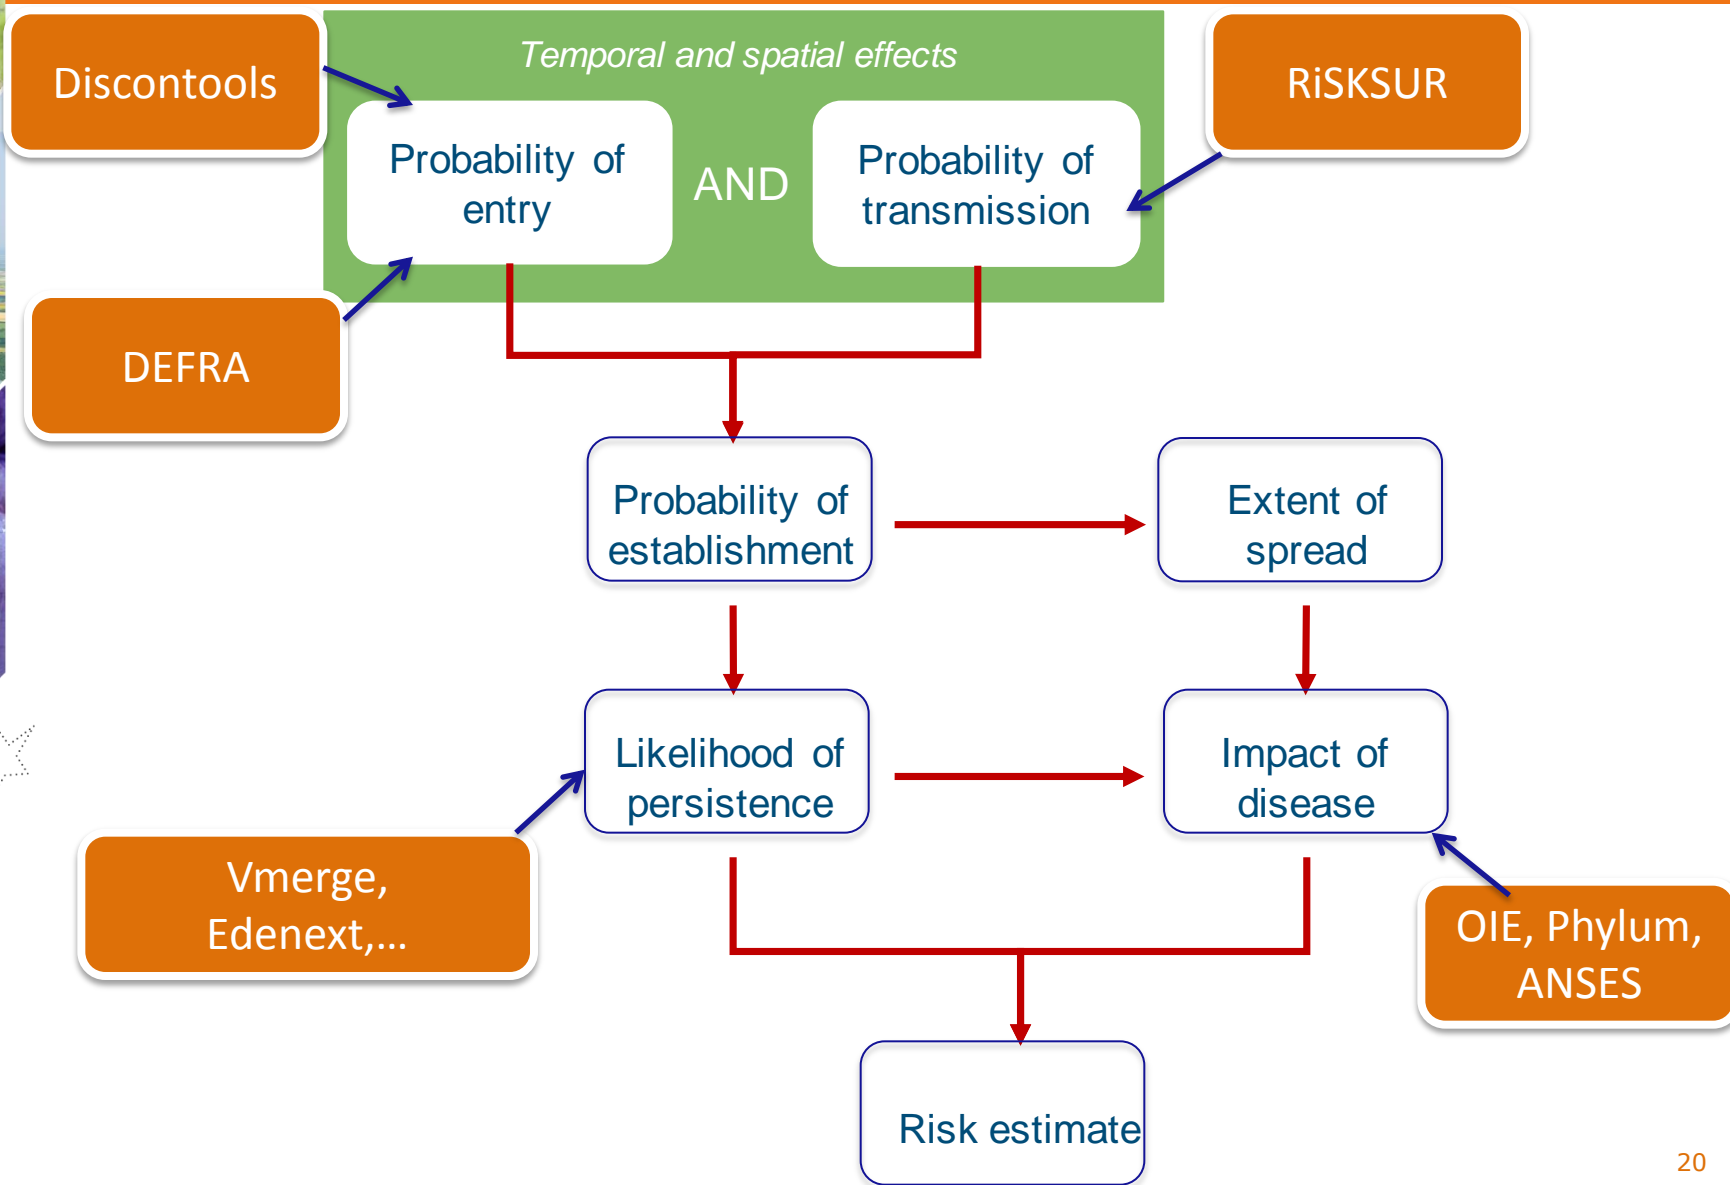 Discontools
Temporal and spatial effects
RiSKSUR
Probability of
entry
AND
Probability of
transmission
DEFRA
Probability of
establishment
Extent of
spread
Likelihood of
persistence
Impact of
disease
Vmerge,
Edenext,...
OIE, Phylum,
ANSES
Risk estimate
20